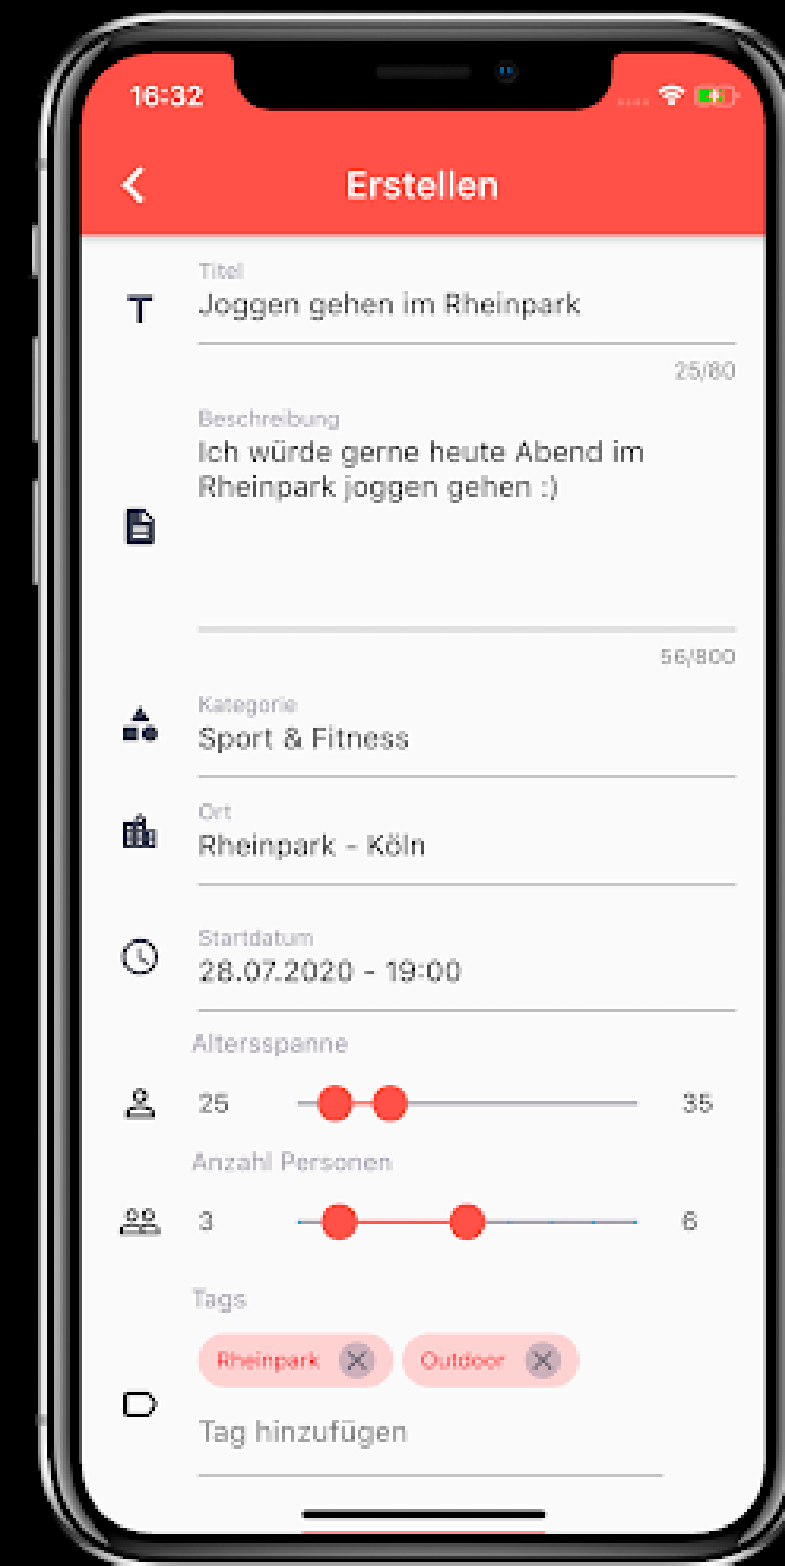 16:32
Erstellen
Titel
Joggen gehen im Rheinpark
25/80
Beschreibung
Ich würde gerne heute Abend im
Rheinpark joggen gehen :)
56/800
Kategorie
Sport & Fitness
Ort
Rheinpark - Köln
Startdatum
28.07.2020 - 19:00
Altersspanne
25 35
Anzahl Personen
3 6
Tags
Rheinpark Outdoor
Tag hinzufügen